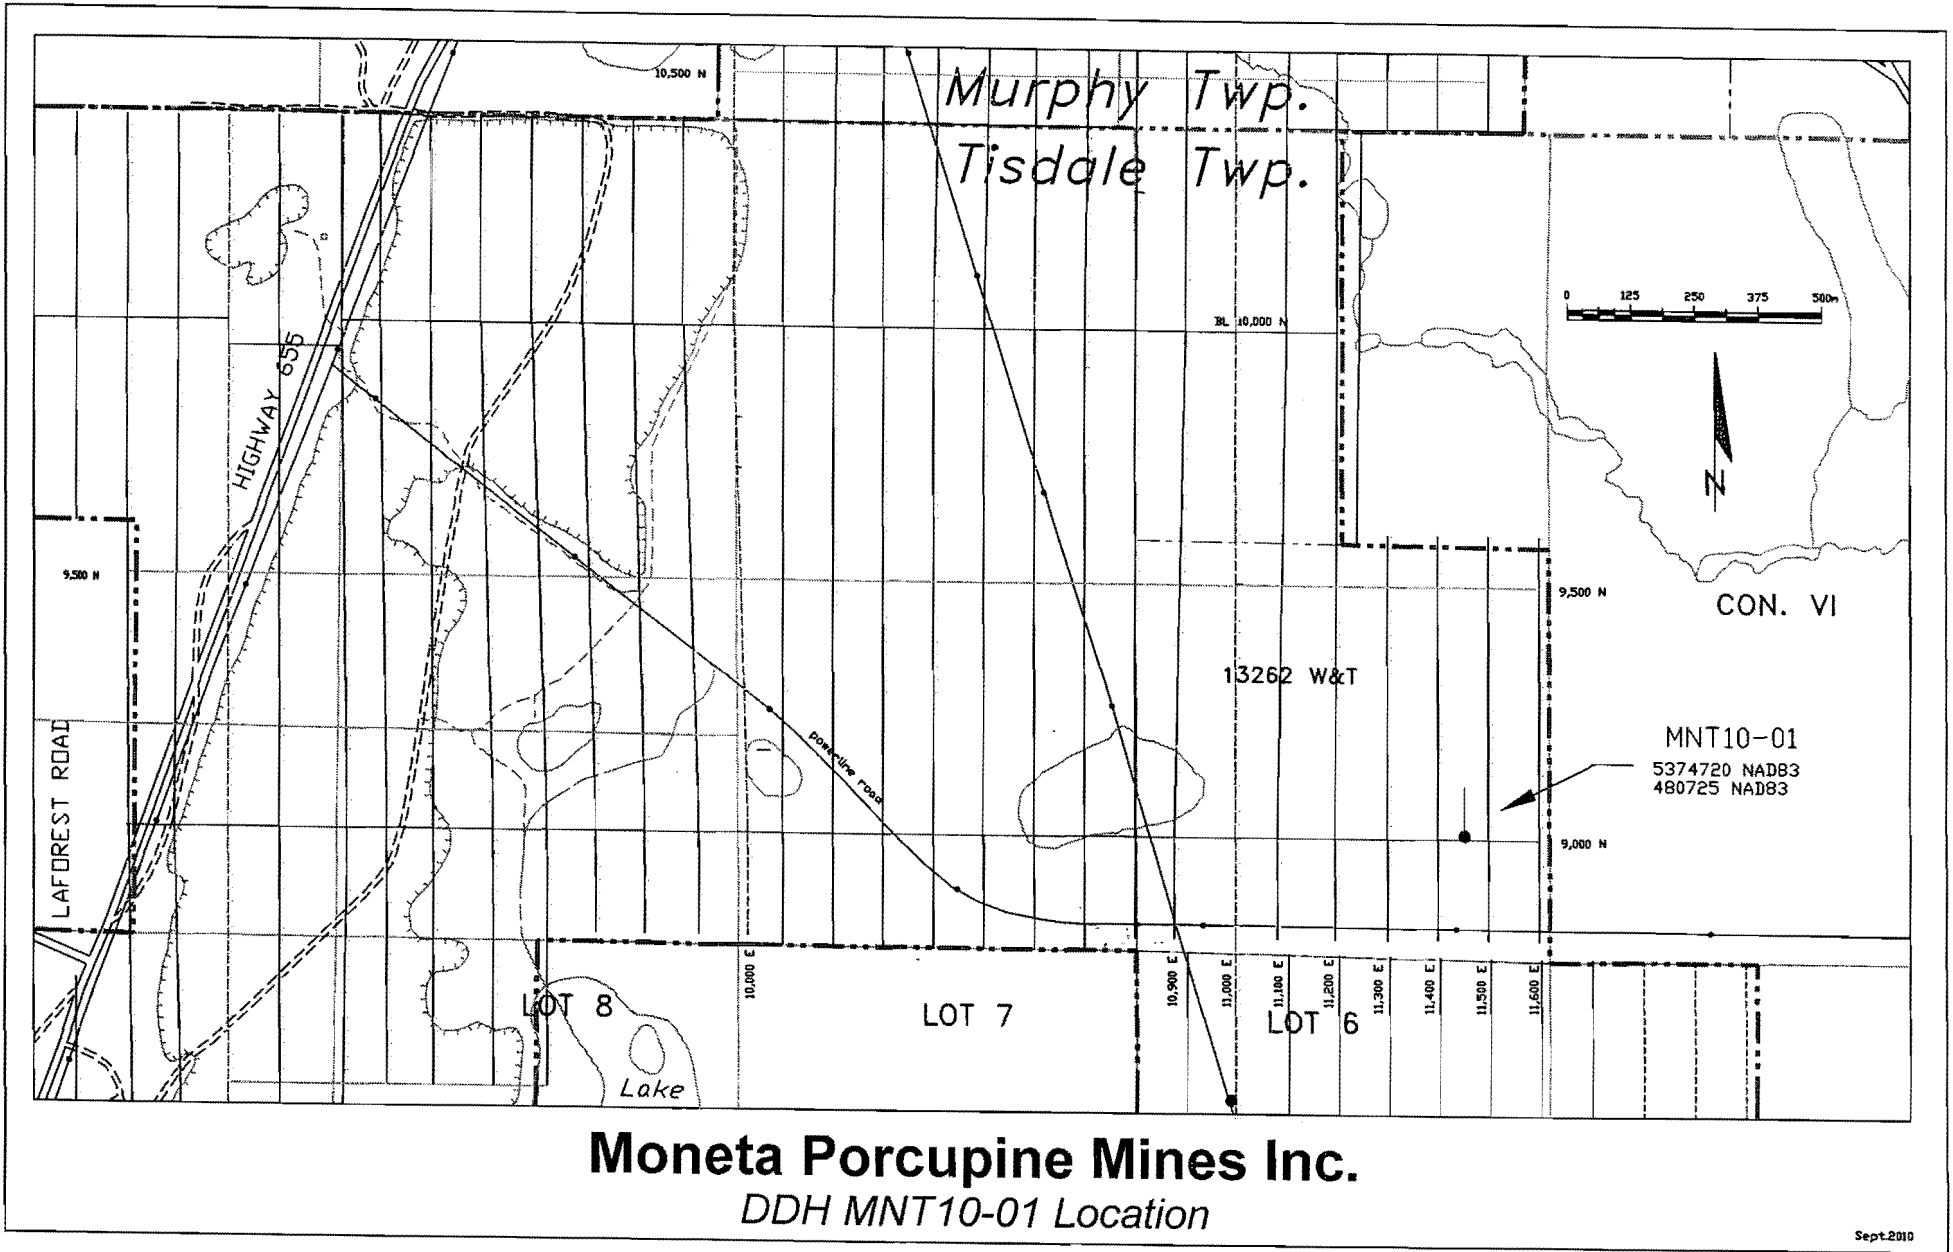 10,500 N
Murphy Twp.
Tisdale Twp.
0 125 250 375 500m
BL 10,000 N
HIGHWAY 655
N
9,500 N
9,500 N
CON. VI
13262 W&T
LAFOREST ROAD
powerline road
MNT10-01
5374720 NAD83
480725 NAD83
9,000 N
10,000 E
10,900 E
11,000 E
11,100 E
11,200 E
11,300 E
11,400 E
11,500 E
11,600 E
LOT 8
LOT 7
LOT 6
Lake
Moneta Porcupine Mines Inc.
DDH MNT10-01 Location
Sept.2010